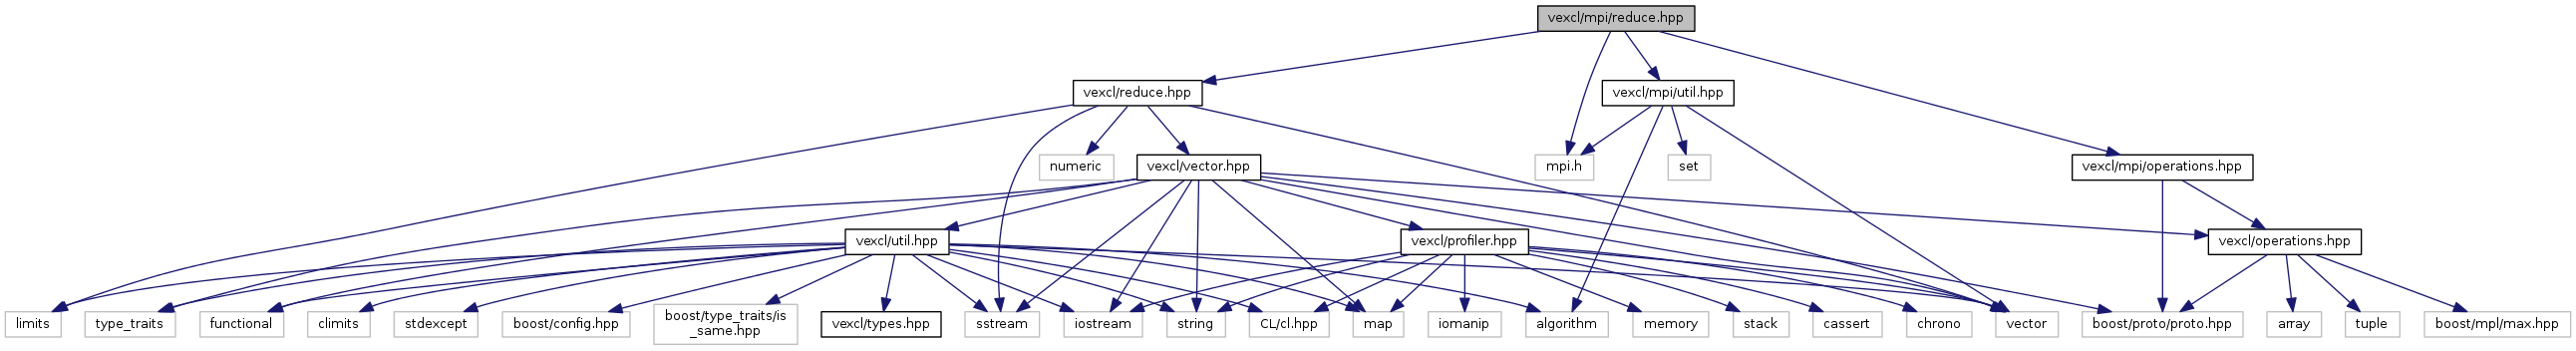 vexcl/mpi/reduce.hpp
vexcl/reduce.hpp
vexcl/mpi/util.hpp
numeric
vexcl/vector.hpp
mpi.h
set
vexcl/mpi/operations.hpp
vexcl/util.hpp
vexcl/profiler.hpp
vexcl/operations.hpp
limits
type_traits
functional
climits
stdexcept
boost/config.hpp
boost/type_traits/is
_same.hpp
vexcl/types.hpp
sstream
iostream
string
CL/cl.hpp
map
iomanip
algorithm
memory
stack
cassert
chrono
vector
boost/proto/proto.hpp
array
tuple
boost/mpl/max.hpp